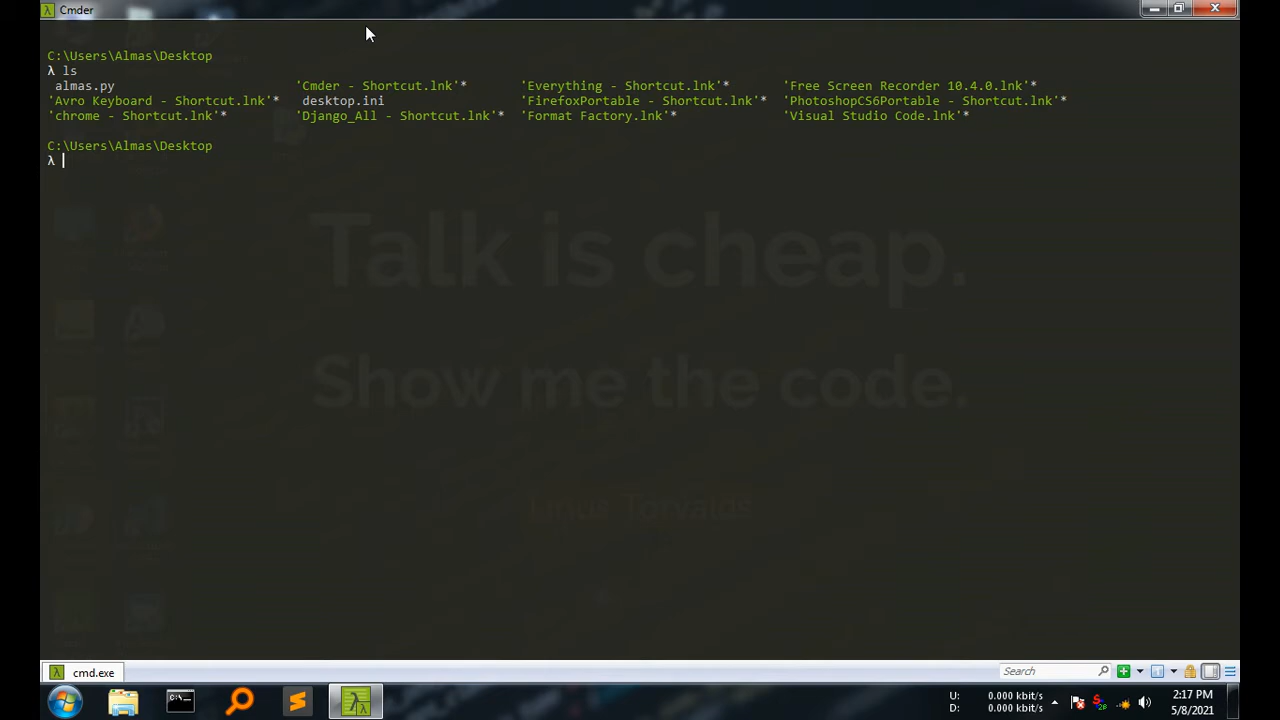 Cmder
C:\Users\Almas\Desktop
λ ls
almas.py 'Cmder - Shortcut.lnk'* 'Everything - Shortcut.lnk'* 'Free Screen Recorder 10.4.0.lnk'*
'Avro Keyboard - Shortcut.lnk'* desktop.ini 'FirefoxPortable - Shortcut.lnk'* 'PhotoshopCS6Portable - Shortcut.lnk'*
'chrome - Shortcut.lnk'* 'Django_All - Shortcut.lnk'* 'Format Factory.lnk'* 'Visual Studio Code.lnk'*
C:\Users\Almas\Desktop
λ
Talk is cheap.
Show me the code.
Linus Torvalds
cmd.exe
Search
U: 0.000 kbit/s
D: 0.000 kbit/s
2:17 PM
5/8/2021